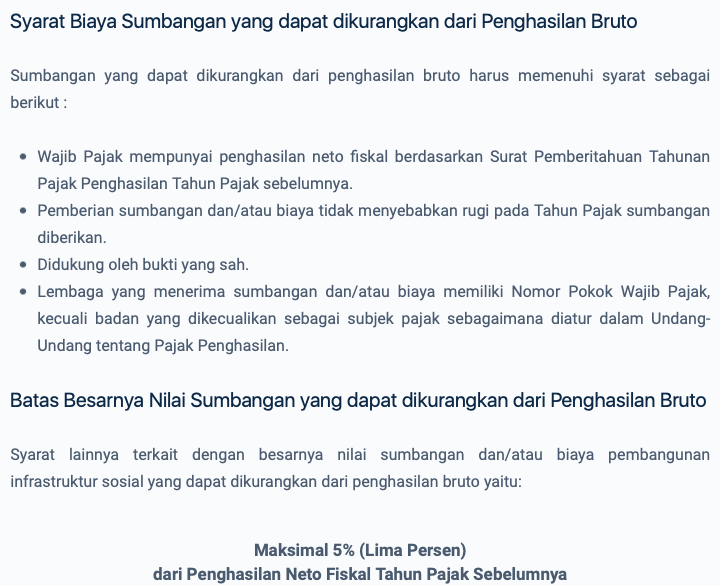 Syarat Biaya Sumbangan yang dapat dikurangkan dari Penghasilan Bruto
Sumbangan yang dapat dikurangkan dari penghasilan bruto harus memenuhi syarat sebagai
berikut :
• Wajib Pajak mempunyai penghasilan neto fiskal berdasarkan Surat Pemberitahuan Tahunan
Pajak Penghasilan Tahun Pajak sebelumnya.
• Pemberian sumbangan dan/atau biaya tidak menyebabkan rugi pada Tahun Pajak sumbangan
diberikan.
• Didukung oleh bukti yang sah.
• Lembaga yang menerima sumbangan dan/atau biaya memiliki Nomor Pokok Wajib Pajak,
kecuali badan yang dikecualikan sebagai subjek pajak sebagaimana diatur dalam Undang-
Undang tentang Pajak Penghasilan.
Batas Besarnya Nilai Sumbangan yang dapat dikurangkan dari Penghasilan Bruto
Syarat lainnya terkait dengan besarnya nilai sumbangan dan/atau biaya pembangunan
infrastruktur sosial yang dapat dikurangkan dari penghasilan bruto yaitu:
Maksimal 5% (Lima Persen)
dari Penghasilan Neto Fiskal Tahun Pajak Sebelumnya